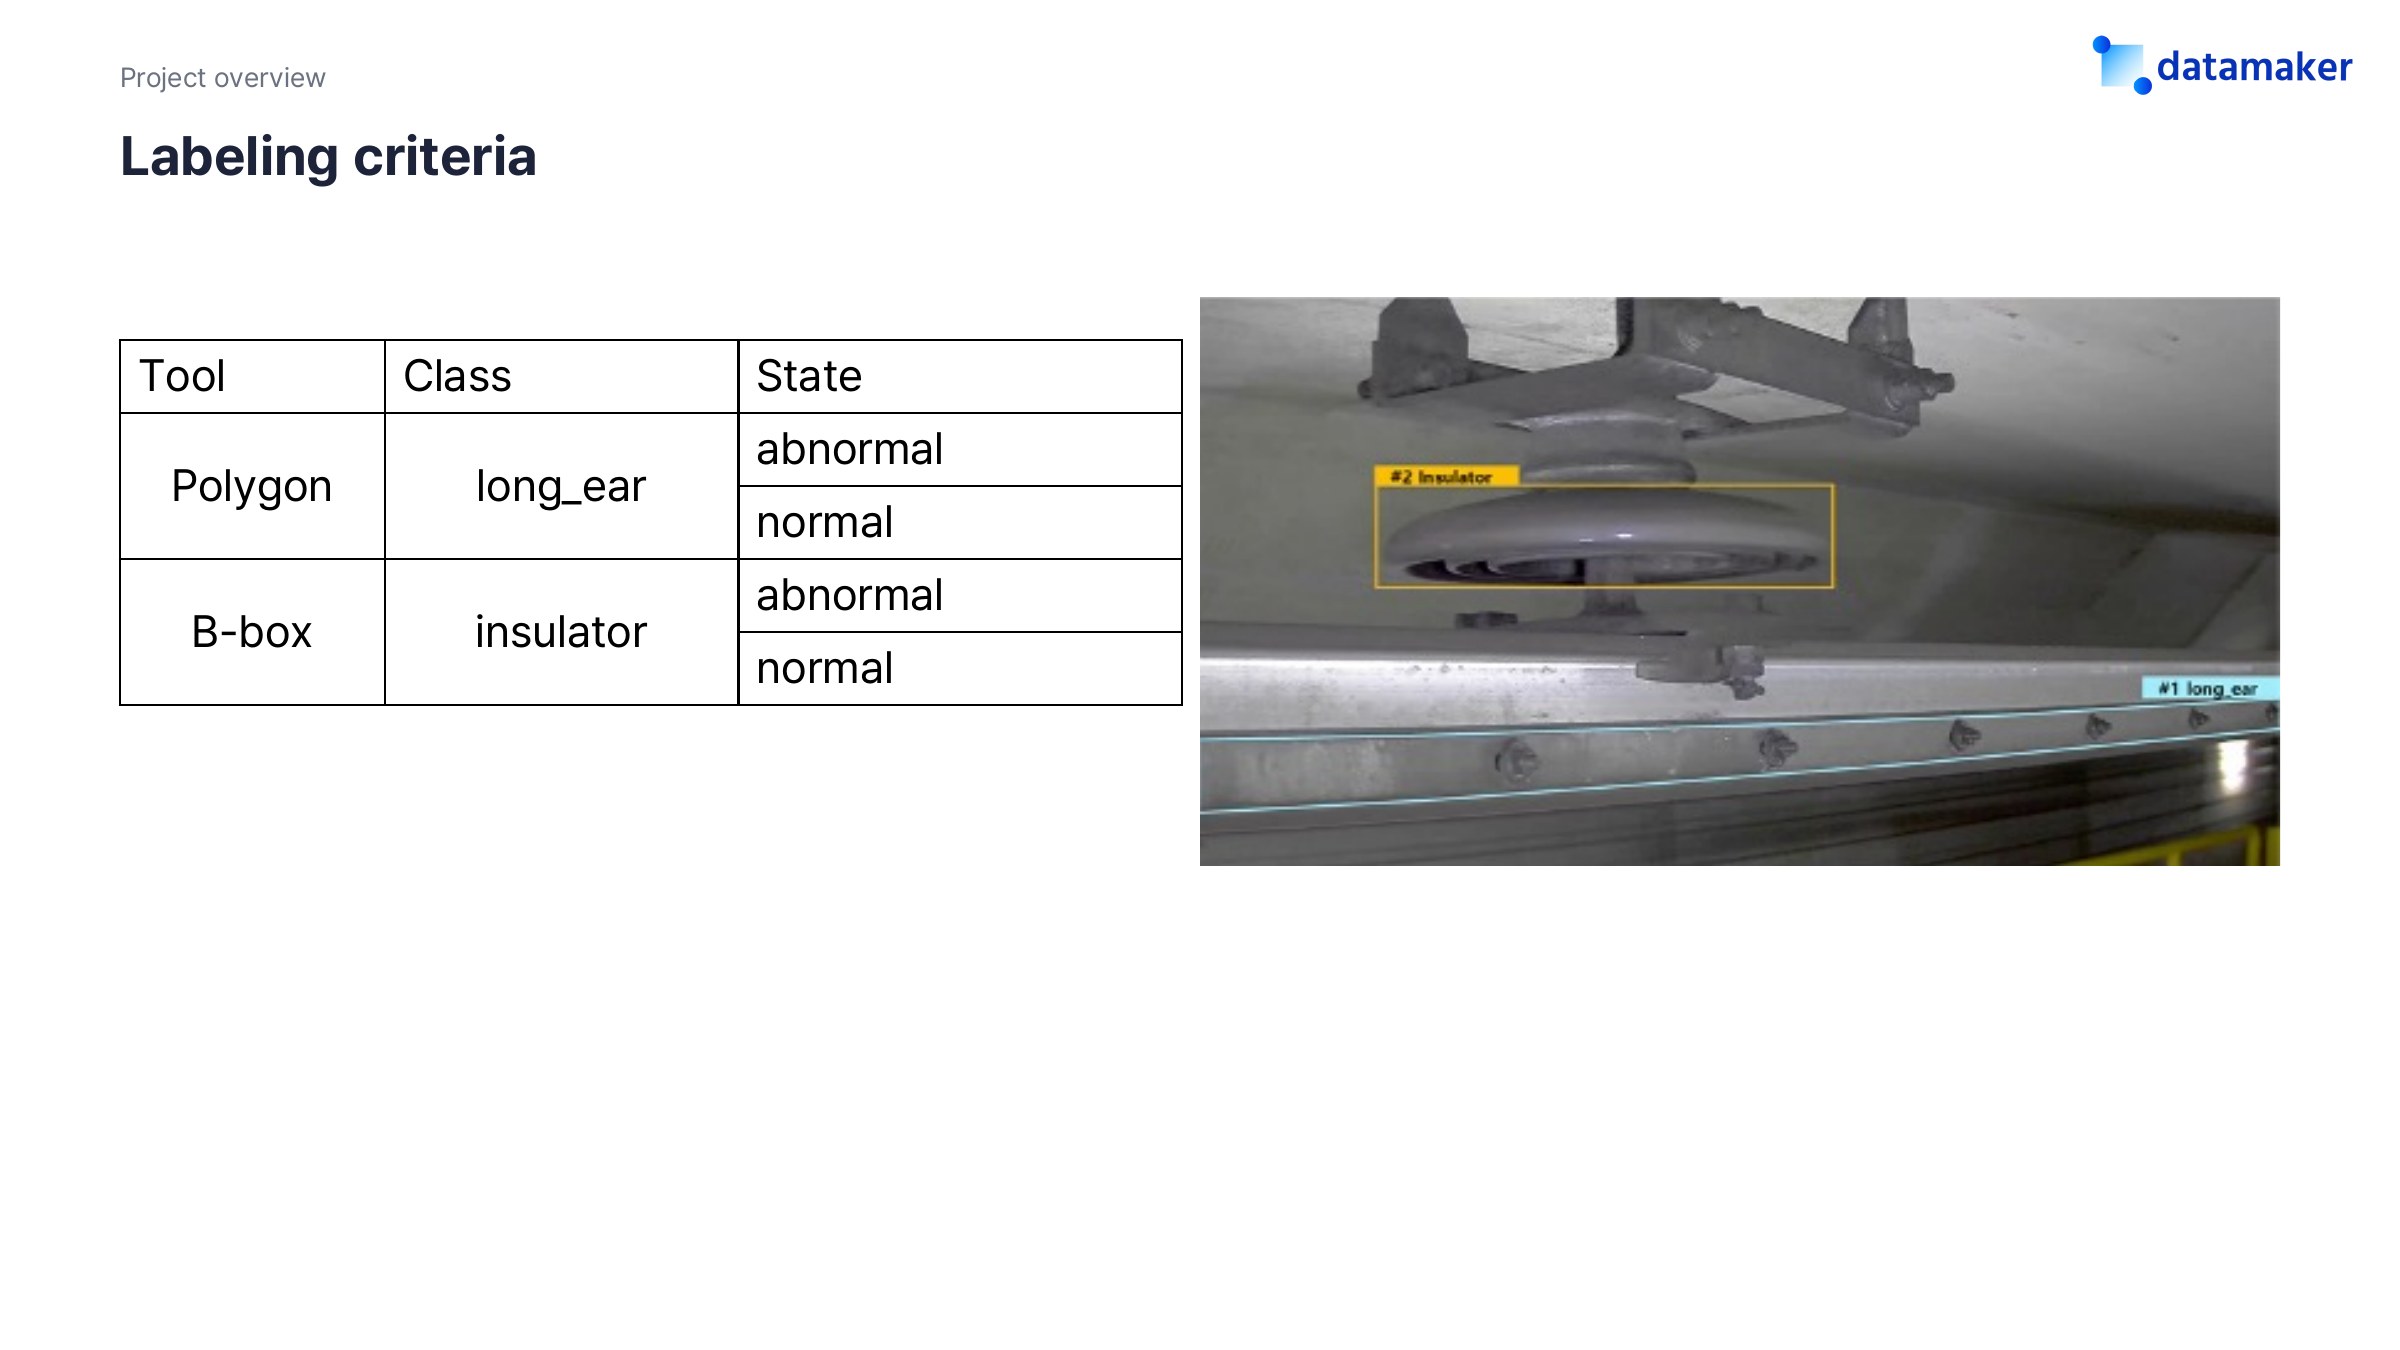 Project overview
datamaker
Labeling criteria
Tool Class State
Polygon long_ear abnormal
normal
B-box insulator abnormal
normal
#2 Insulator
#1 long_ear